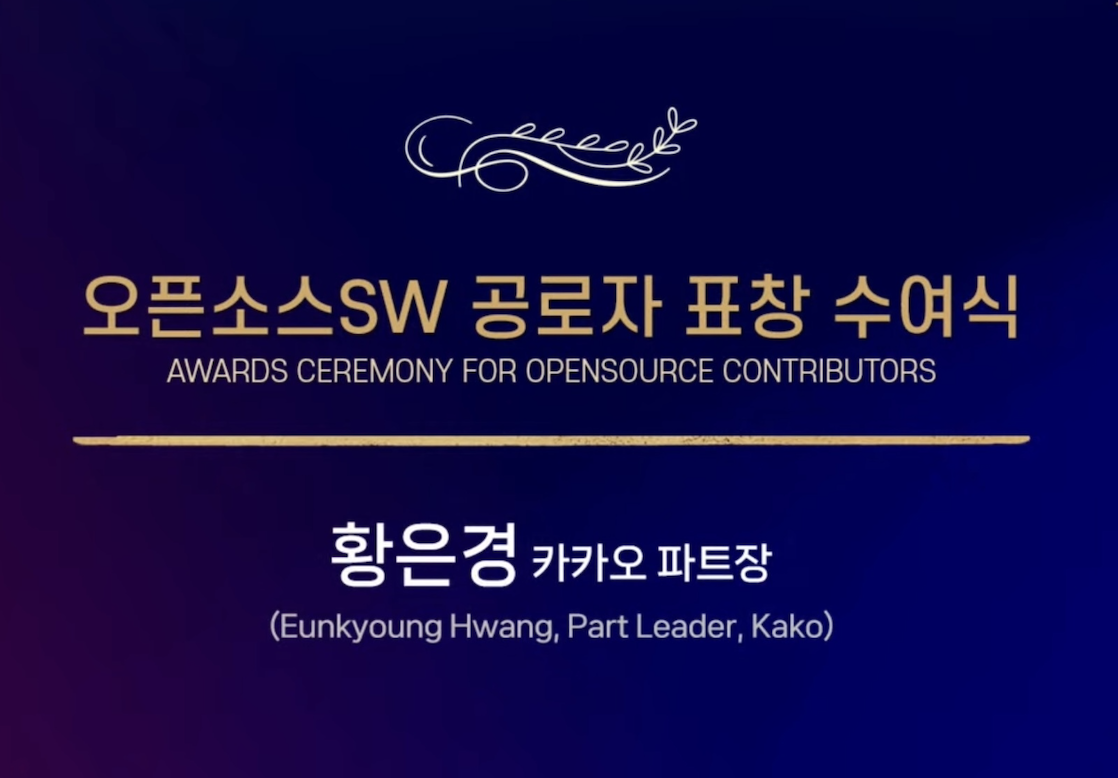 오픈소스SW 공로자 표창 수여식
AWARDS CEREMONY FOR OPENSOURCE CONTRIBUTORS
황은경 카카오 파트장
(Eunkyoung Hwang, Part Leader, Kako)